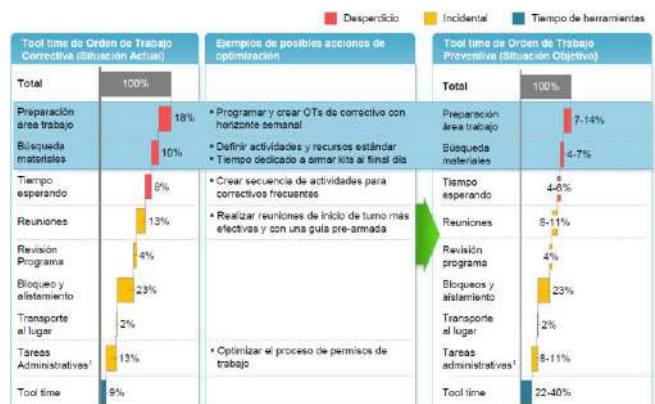 Desperdicio
Incidental
Tiempo de herramientas
Tool time de Orden de Trabajo
Correctiva (Situación Actual)
Ejemplos de posibles acciones de
optimización
Tool time de Orden de Trabajo
Preventiva (Situación Objetivo)
Total
100%
Preparación
área trabajo
18%
Búsqueda
materiales
10%
Tiempo
esperando
8%
Reuniones
13%
Revisión
Programa
4%
Bloqueo y
alistamiento
23%
Transporte
al lugar
2%
Tareas
Administrativas¹
13%
Tool time
9%
• Programar y crear OTs de correctivo con
horizonte semanal
• Definir actividades y recursos estándar
• Tiempo dedicado a armar kits al fiinal día
• Crear secuencia de actividades para
correctivos frecuentes
• Realizar reuniones de inicio de turno más
efectivas y con una guía pre-armada
• Optimizar el proceso de permisos de
trabajo
Total
100%
Preparación
área trabajo
7-14%
Búsqueda
materiales
4-7%
Tiempo
esperando
4-6%
Reuniones
8-11%
Revisión
programa
4%
Bloqueos y
aislamiento
23%
Transporte
al lugar
2%
Tareas
administrativas¹
8-11%
Tool time
22-40%